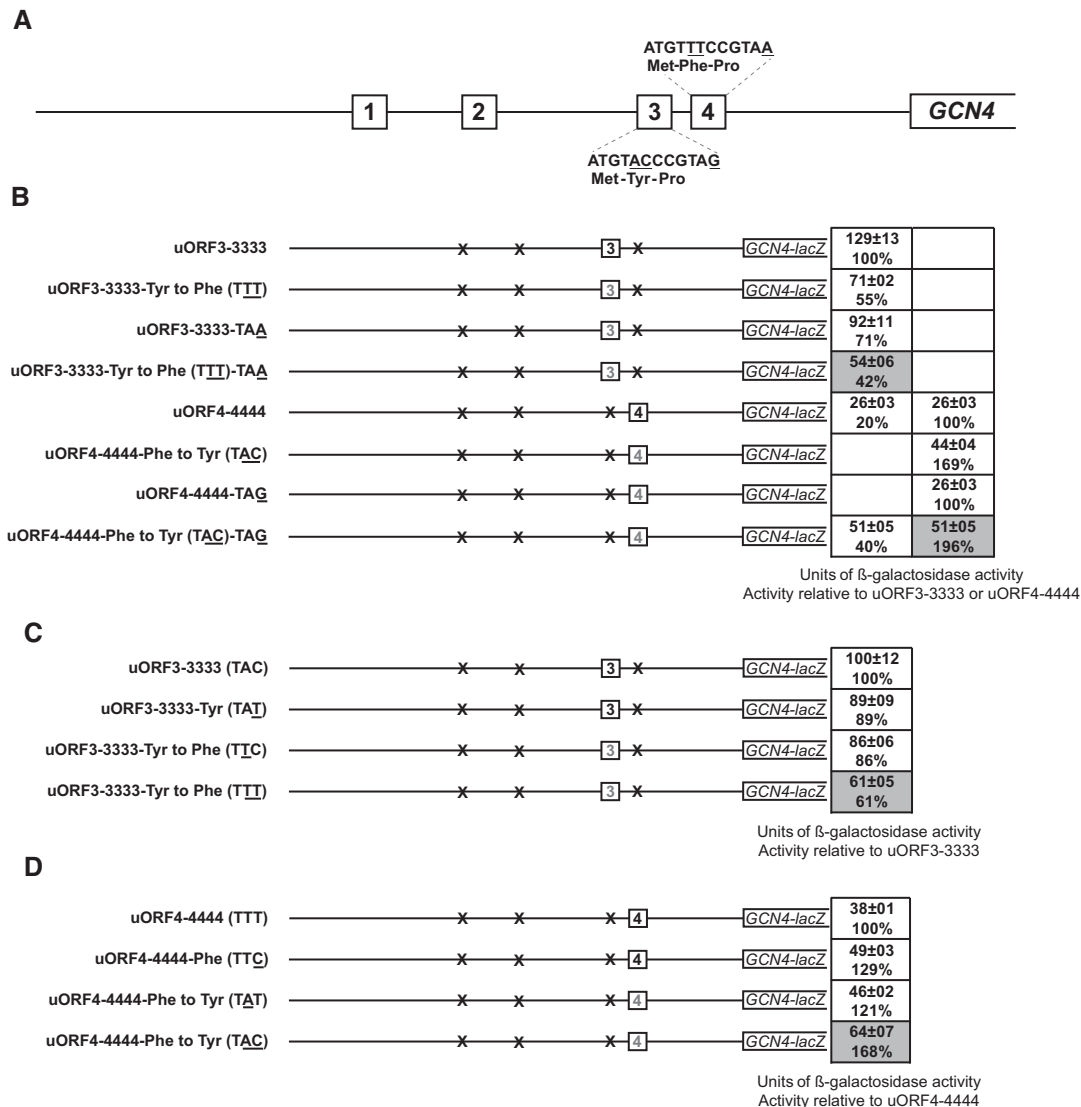 A
ATGTTTCCGTAA
Met-Phe-Pro
1
2
3
4
GCN4
ATGTACCCGTAG
Met-Tyr-Pro
B
uORF3-3333 X X 3 X GCN4-lacZ 129±13
100%
uORF3-3333-Tyr to Phe (TTT) X X 3 X GCN4-lacZ 71±02
55%
uORF3-3333-TAA X X 3 X GCN4-lacZ 92±11
71%
uORF3-3333-Tyr to Phe (TTT)-TAA X X 3 X GCN4-lacZ 54±06
42%
uORF4-4444 X X X 4 GCN4-lacZ 26±03 26±03
20% 100%
uORF4-4444-Phe to Tyr (TAC) X X X 4 GCN4-lacZ 44±04
169%
uORF4-4444-TAG X X X 4 GCN4-lacZ 26±03
100%
uORF4-4444-Phe to Tyr (TAC)-TAG X X X 4 GCN4-lacZ 51±05 51±05
40% 196%
Units of ß-galactosidase activity
Activity relative to uORF3-3333 or uORF4-4444
C
uORF3-3333 (TAC) X X 3 X GCN4-lacZ 100±12
100%
uORF3-3333-Tyr (TAT) X X 3 X GCN4-lacZ 89±09
89%
uORF3-3333-Tyr to Phe (TTC) X X 3 X GCN4-lacZ 86±06
86%
uORF3-3333-Tyr to Phe (TTT) X X 3 X GCN4-lacZ 61±05
61%
Units of ß-galactosidase activity
Activity relative to uORF3-3333
D
uORF4-4444 (TTT) X X X 4 GCN4-lacZ 38±01
100%
uORF4-4444-Phe (TTC) X X X 4 GCN4-lacZ 49±03
129%
uORF4-4444-Phe to Tyr (TAT) X X X 4 GCN4-lacZ 46±02
121%
uORF4-4444-Phe to Tyr (TAC) X X X 4 GCN4-lacZ 64±07
168%
Units of ß-galactosidase activity
Activity relative to uORF4-4444